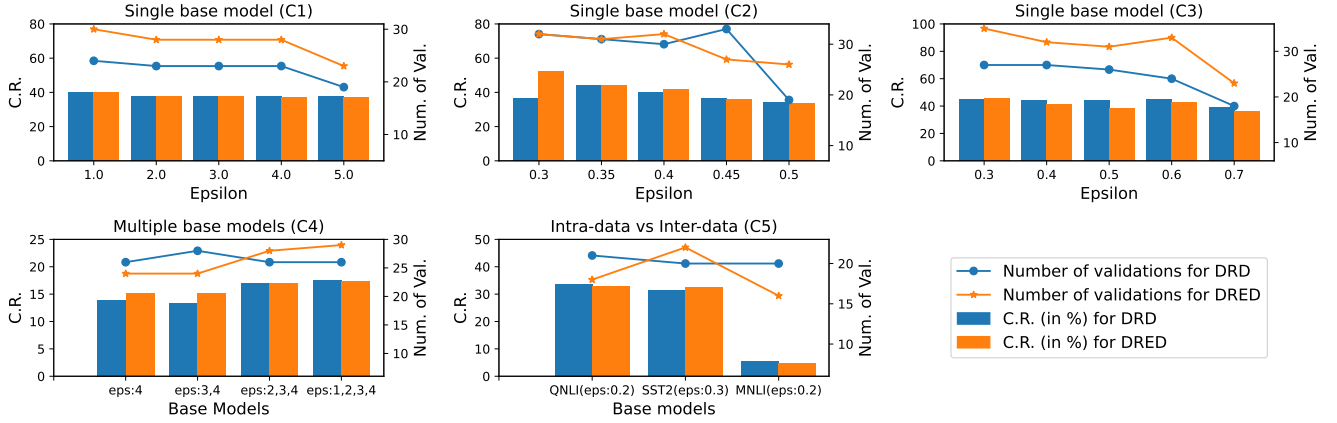 Single base model (C1)
80
60
40
20
0
C.R.
30
20
10
Num. of Val.
1.0 2.0 3.0 4.0 5.0
Epsilon
Single base model (C2)
80
60
40
20
0
C.R.
30
20
10
Num. of Val.
0.3 0.35 0.4 0.45 0.5
Epsilon
Single base model (C3)
100
80
60
40
20
0
C.R.
30
20
10
Num. of Val.
0.3 0.4 0.5 0.6 0.7
Epsilon
Multiple base models (C4)
25
20
15
10
5
0
C.R.
30
25
20
15
10
Num. of Val.
eps:4 eps:3,4 eps:2,3,4 eps:1,2,3,4
Base Models
Intra-data vs Inter-data (C5)
50
40
30
20
10
0
C.R.
20
15
10
Num. of Val.
QNLI(eps:0.2) SST2(eps:0.3) MNLI(eps:0.2)
Base models
Number of validations for DRD
Number of validations for DRED
C.R. (in %) for DRD
C.R. (in %) for DRED